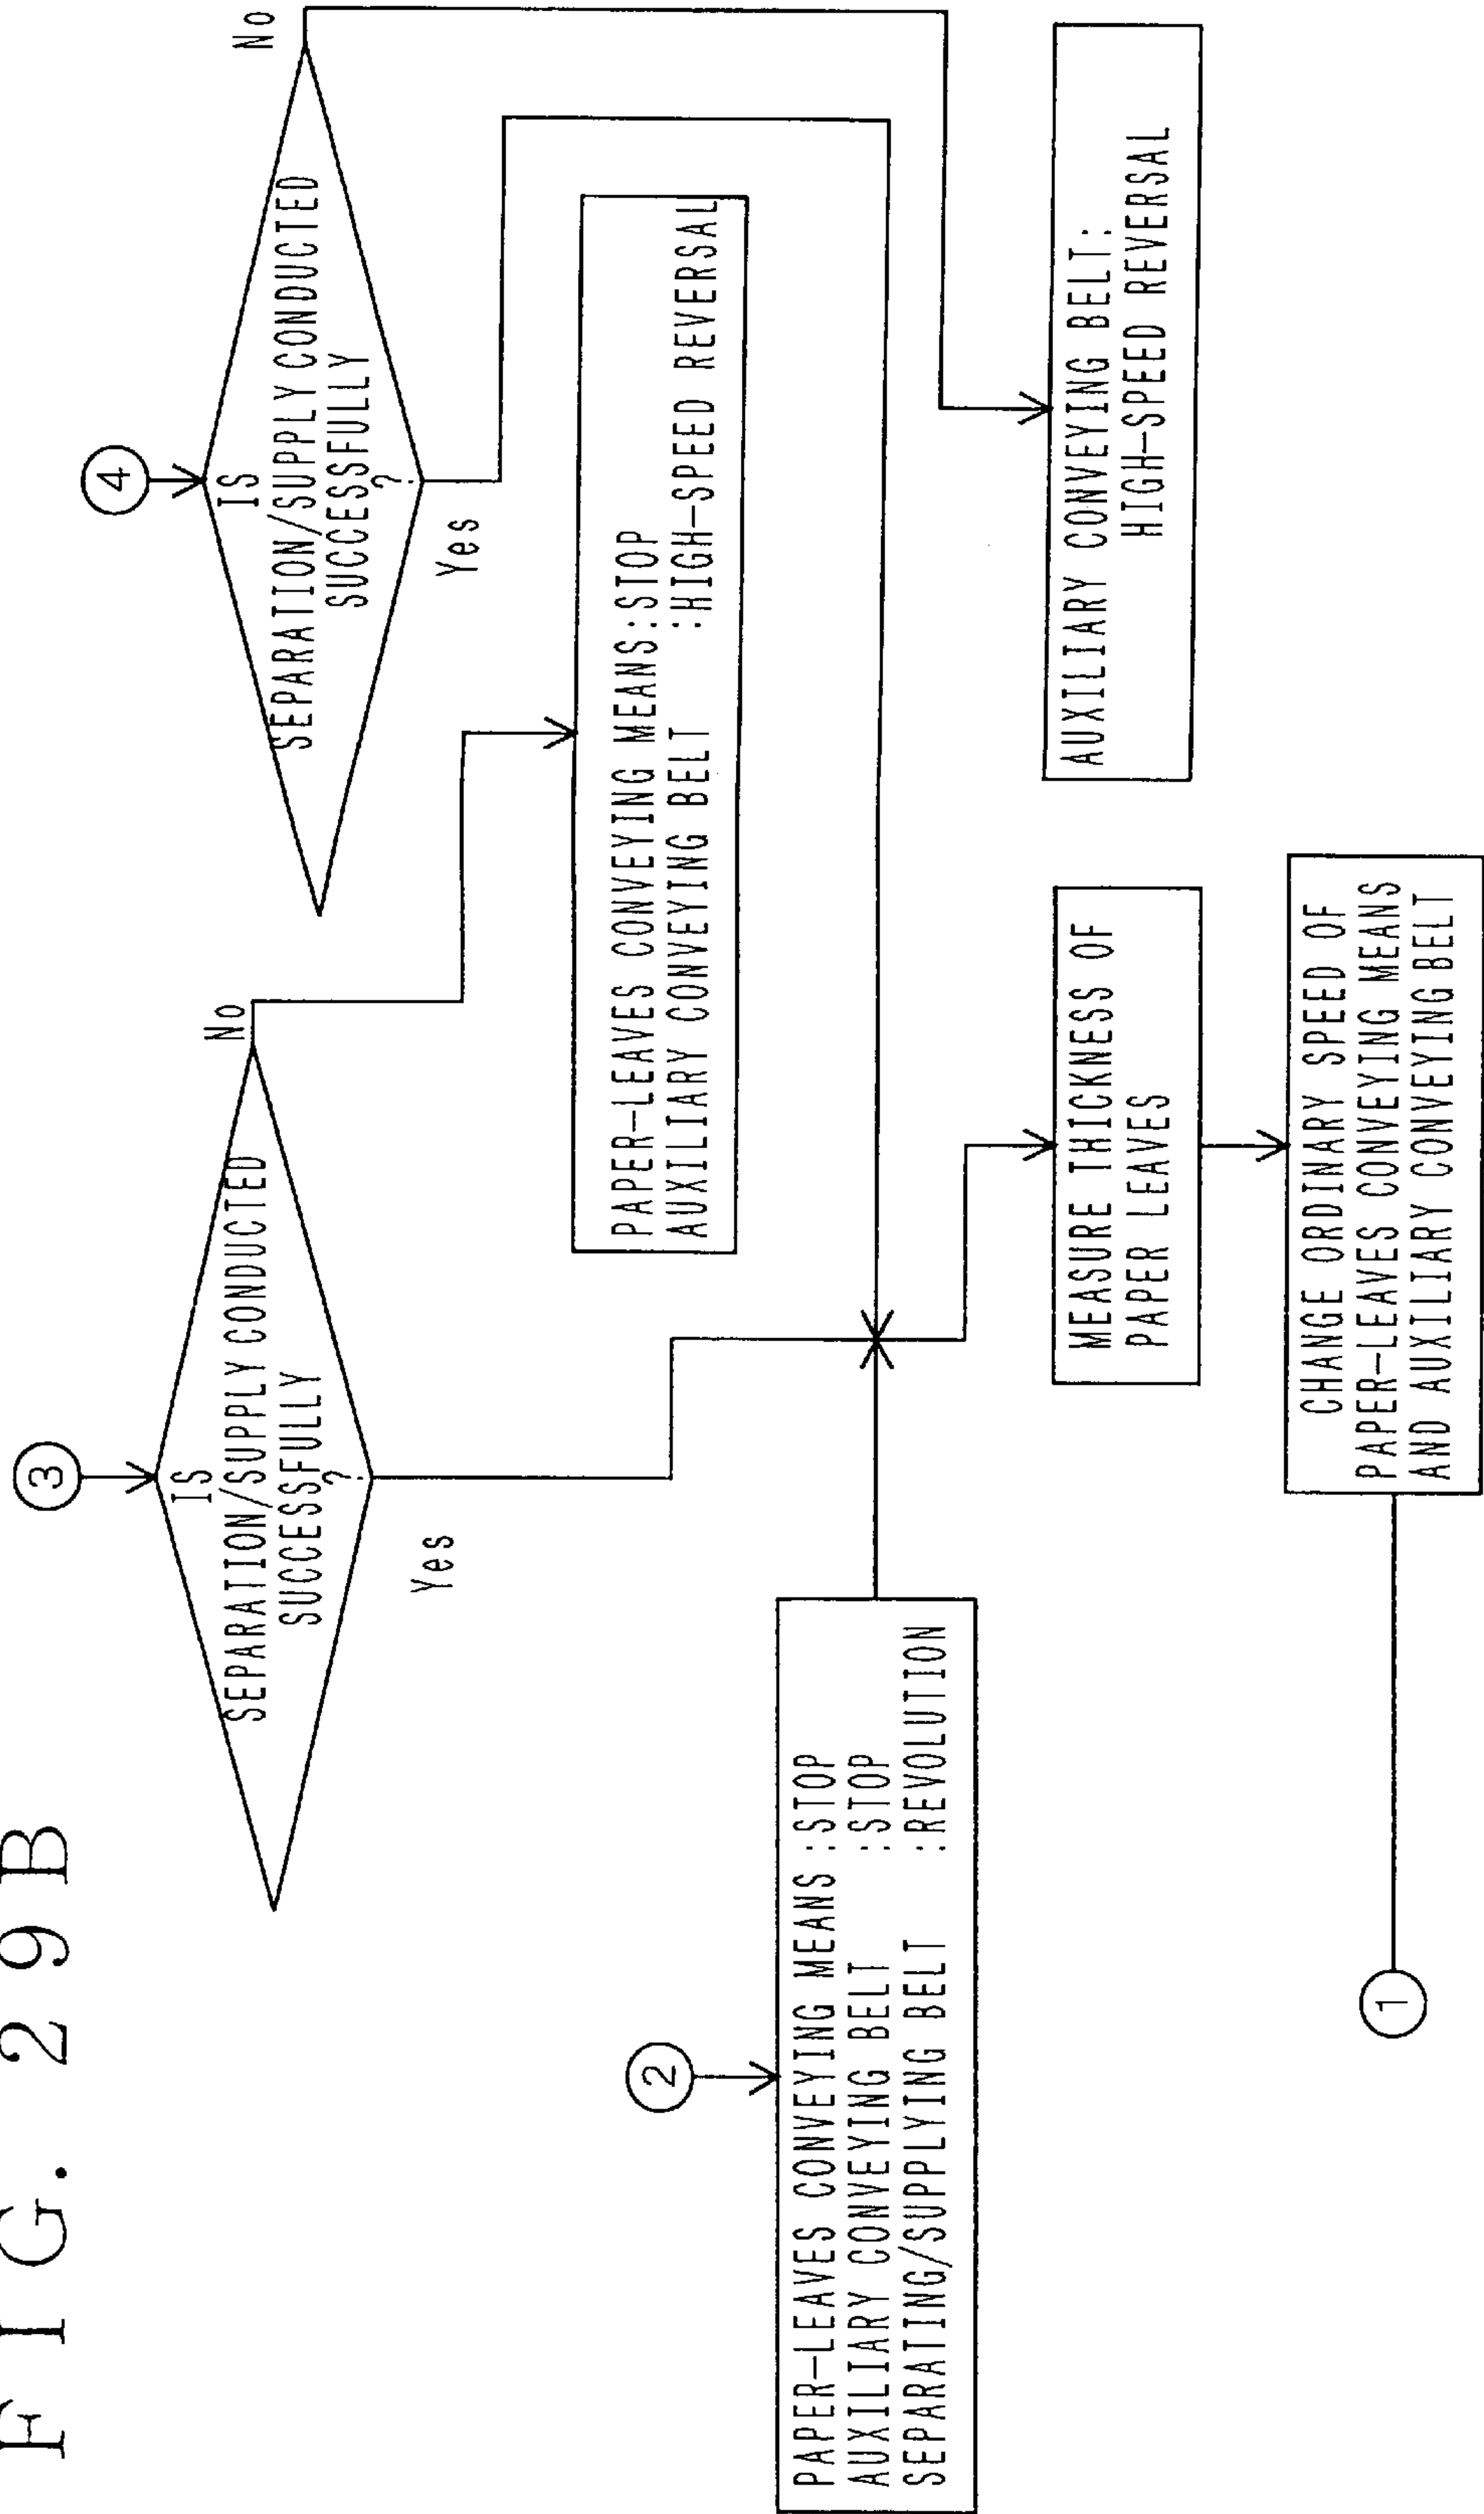 FIG. 29B
3
IS
SEPARATION/SUPPLY CONDUCTED
SUCCESSFULLY
?
No
Yes
4
IS
SEPARATION/SUPPLY CONDUCTED
SUCCESSFULLY
?
No
Yes
PAPER-LEAVES CONVEYING MEANS:STOP
AUXILIARY CONVEYING BELT :HIGH-SPEED REVERSAL
2
PAPER-LEAVES CONVEYING MEANS :STOP
AUXILIARY CONVEYING BELT :STOP
SEPARATING/SUPPLYING BELT :REVOLUTION
MEASURE THICKNESS OF
PAPER LEAVES
AUXILIARY CONVEYING BELT:
HIGH-SPEED REVERSAL
CHANGE ORDINARY SPEED OF
PAPER-LEAVES CONVEYING MEANS
AND AUXILIARY CONVEYING BELT
1